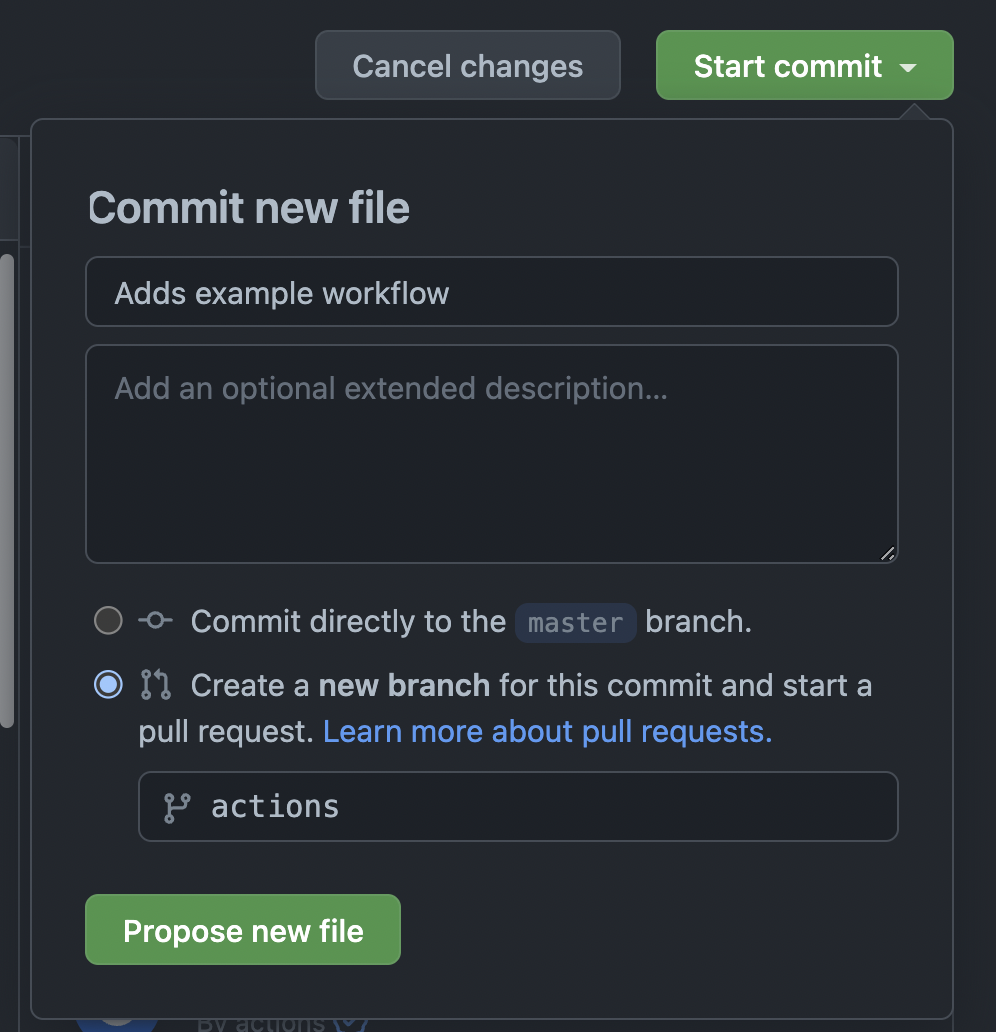 Cancel changes
Start commit
Commit new file
Adds example workflow
Add an optional extended description...
Commit directly to the master branch.
Create a new branch for this commit and start a
pull request. Learn more about pull requests.
actions
Propose new file
By actions